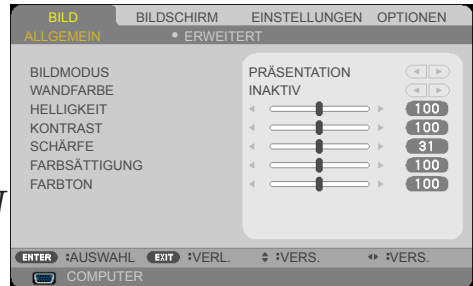 BILD BILDSCHIRM EINSTELLUNGEN OPTIONEN
ALLGEMEIN • ERWEITERT
BILDMODUS PRÄSENTATION
WANDFARBE INAKTIV
HELLIGKEIT 100
KONTRAST 100
SCHÄRFE 31
FARBSÄTTIGUNG 100
FARBTON 100
ENTER :AUSWAHL EXIT :VERL. :VERS. :VERS.
COMPUTER